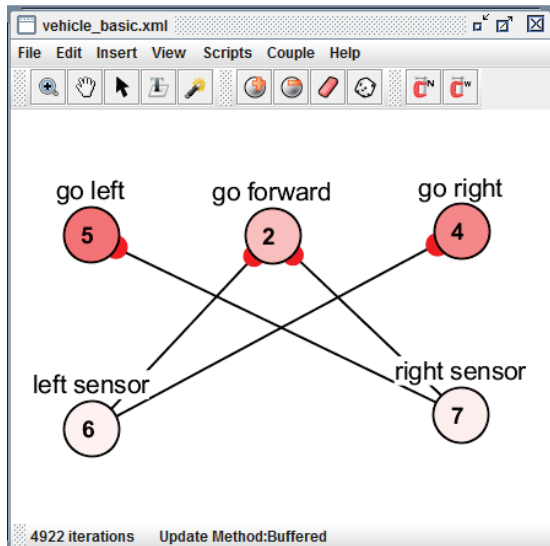 vehicle_basic.xml
File Edit Insert View Scripts Couple Help
N W
go left go forward go right
5 2 4
left sensor right sensor
6 7
4922 iterations Update Method:Buffered